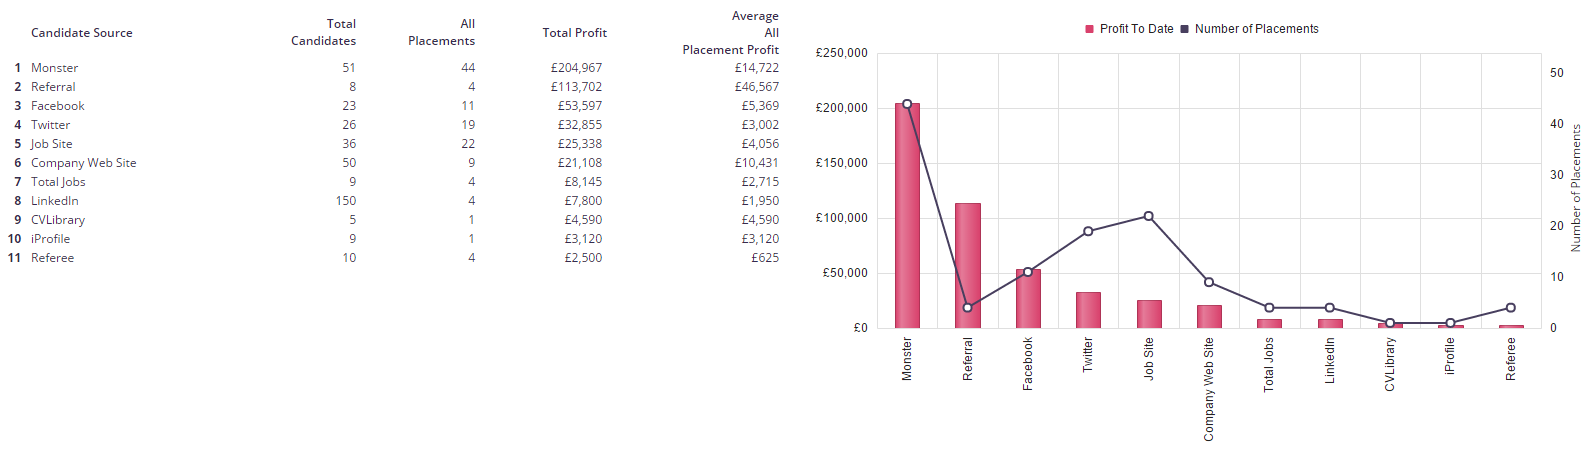 Candidate Source Total Candidates All Placements Total Profit Average All Placement Profit
1 Monster 51 44 £204,967 £14,722
2 Referral 8 4 £113,702 £46,567
3 Facebook 23 11 £53,597 £5,369
4 Twitter 26 19 £32,855 £3,002
5 Job Site 36 22 £25,338 £4,056
6 Company Web Site 50 9 £21,108 £10,431
7 Total Jobs 9 4 £8,145 £2,715
8 LinkedIn 150 4 £7,800 £1,950
9 CVLibrary 5 1 £4,590 £4,590
10 iProfile 9 1 £3,120 £3,120
11 Referee 10 4 £2,500 £625
Profit To Date Number of Placements
£250,000
£200,000
£150,000
£100,000
£50,000
£0
50
40
30
20
10
0
Number of Placements
Monster
Referral
Facebook
Twitter
Job Site
Company Web Site
Total Jobs
LinkedIn
CVLibrary
iProfile
Referee